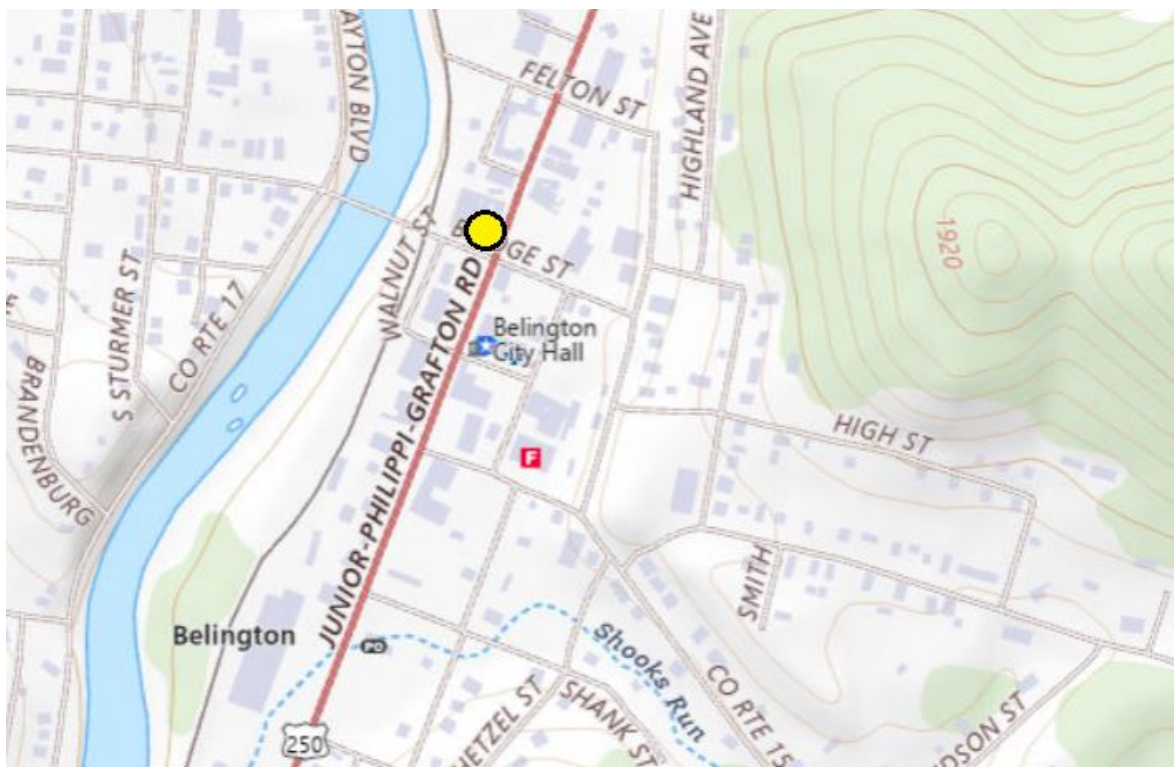 AYTON BLVD
FELTON ST
HIGHLAND AVE
1920
WALNUT ST
GE ST
S STURMER ST
CO RTE 17
BRANDENBURG
JUNIOR-PHILIPPI-GRAFTON RD
Belington
City Hall
HIGH ST
F
SMITH
Belington
PO
Shooks Run
CO RTE 15
HETZEL ST
SHANK ST
DSON ST
250